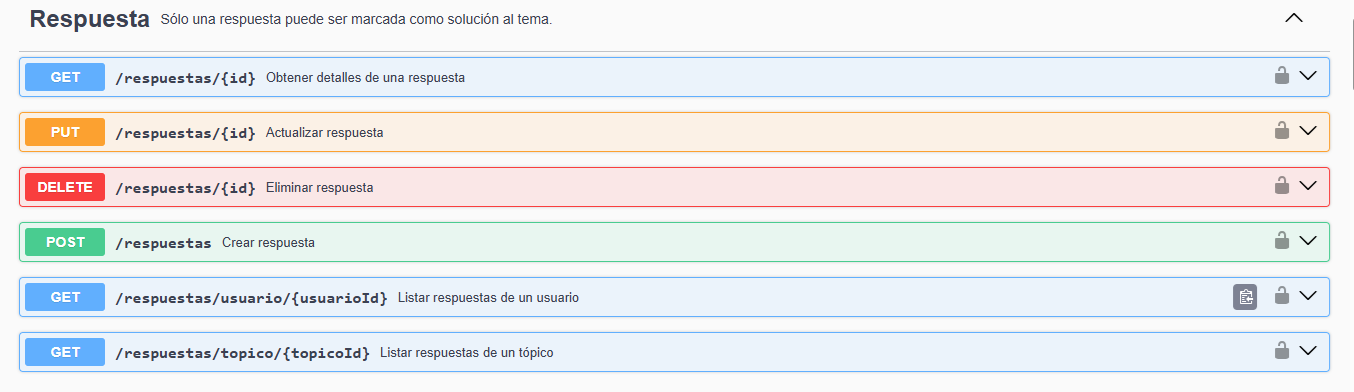 Respuesta Sólo una respuesta puede ser marcada como solución al tema.
GET /respuestas/{id} Obtener detalles de una respuesta
PUT /respuestas/{id} Actualizar respuesta
DELETE /respuestas/{id} Eliminar respuesta
POST /respuestas Crear respuesta
GET /respuestas/usuario/{usuarioId} Listar respuestas de un usuario
GET /respuestas/topico/{topicoId} Listar respuestas de un tópico